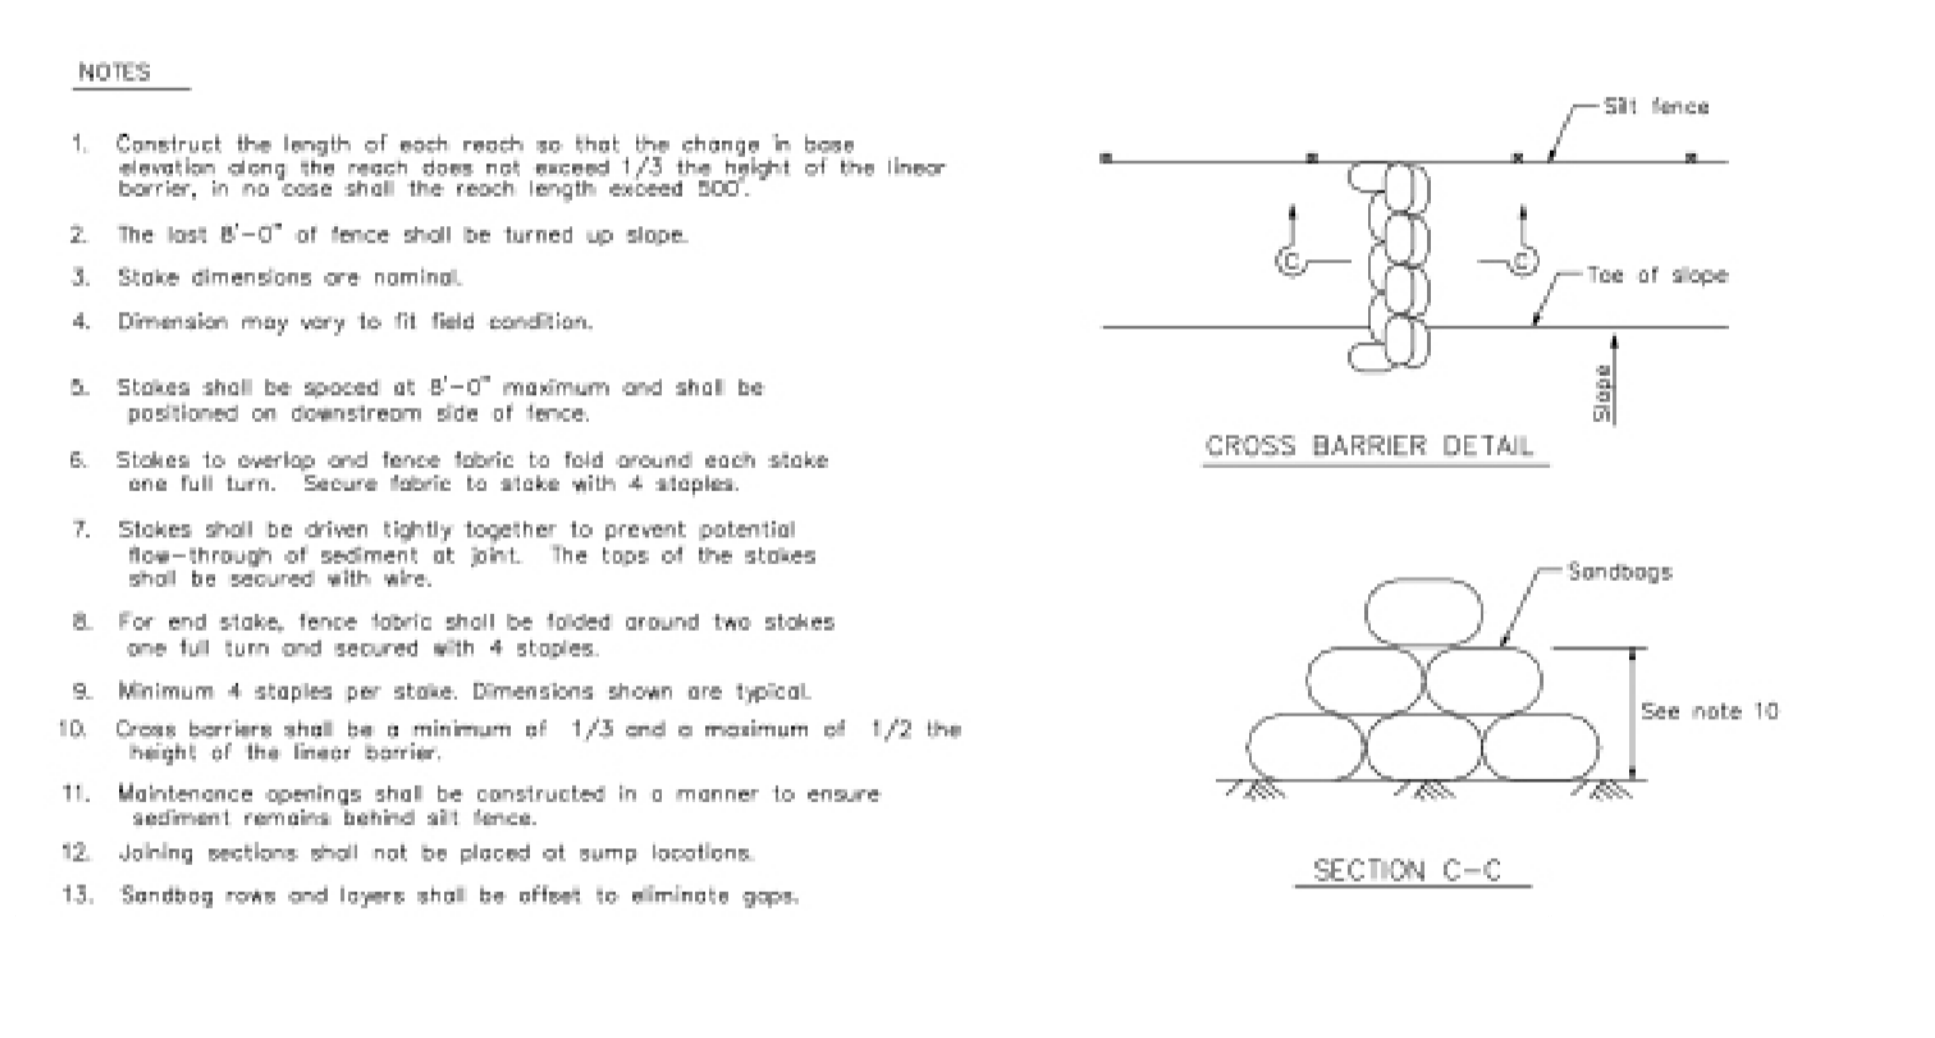 NOTES
1. Construct the length of each reach so that the change in base
elevation along the reach does not exceed 1/3 the height of the linear
barrier, in no case shall the reach length exceed 500'.
2. The last 8'-0" of fence shall be turned up slope.
3. Stake dimensions are nominal.
4. Dimension may vary to fit field condition.
5. Stakes shall be spaced at 8'-0" maximum and shall be
positioned on downstream side of fence.
6. Stakes to overlap and fence fabric to fold around each stake
one full turn. Secure fabric to stake with 4 staples.
7. Stakes shall be driven tightly together to prevent potential
flow-through of sediment at joint. The tops of the stakes
shall be secured with wire.
8. For end stake, fence fabric shall be folded around two stakes
one full turn and secured with 4 staples.
9. Minimum 4 staples per stake. Dimensions shown are typical.
10. Cross barriers shall be a minimum of 1/3 and a maximum of 1/2 the
height of the linear barrier.
11. Maintenance openings shall be constructed in a manner to ensure
sediment remains behind silt fence.
12. Joining sections shall not be placed at sump locations.
13. Sandbag rows and layers shall be offset to eliminate gaps.
Silt fence
C
C
Toe of slope
Slope
CROSS BARRIER DETAIL
Sandbags
See note 10
SECTION C-C